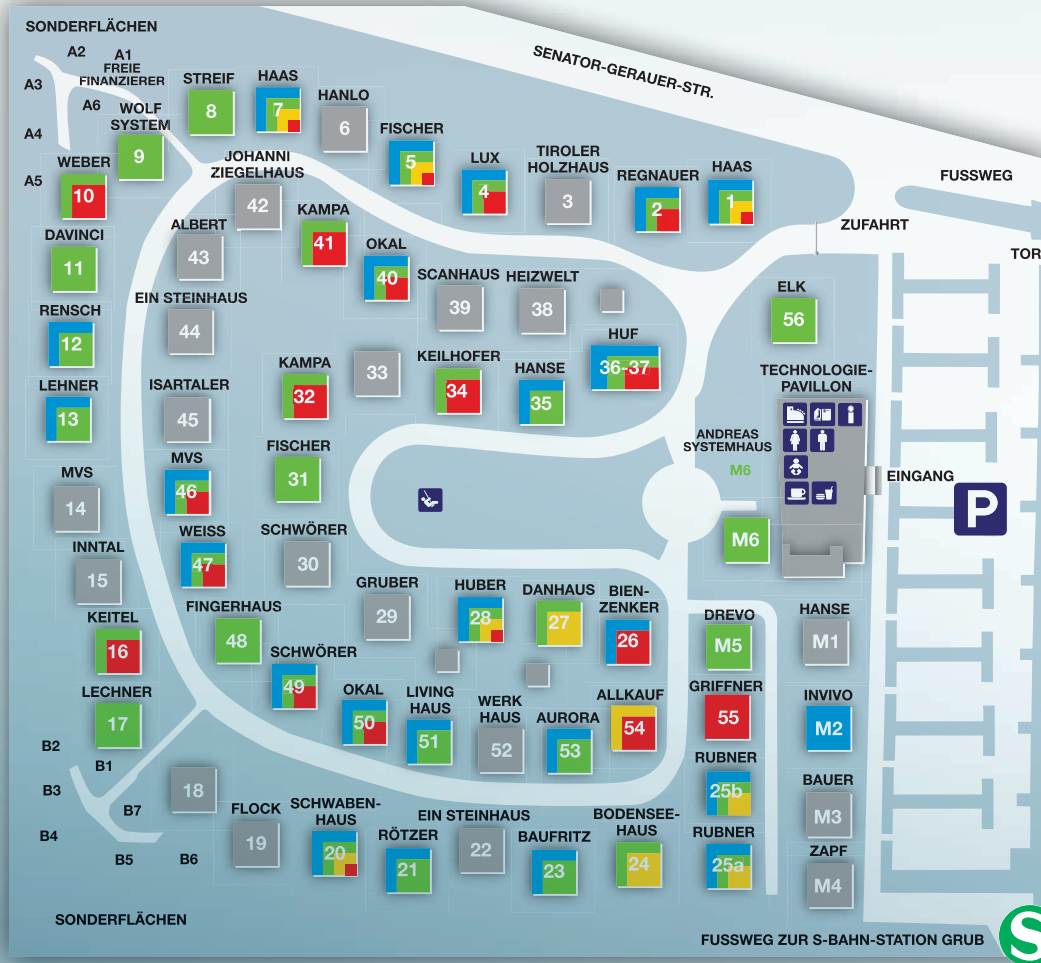 SONDERFLÄCHEN
A2
A1
FREIE
FINANZIERER
A3
A6
A4
A5
WOLF
SYSTEM
9
STREIF
8
HAAS
7
HANLO
6
FISCHER
5
LUX
4
TIROLER
HOLZHAUS
3
REGNAUER
2
HAAS
1
SENATOR-GERAUER-STR.
FUSSWEG
ZUFAHRT
TOR
WEBER
10
JOHANNI
ZIEGELHAUS
42
KAMPA
41
ALBERT
43
OKAL
40
SCANHAUS
39
HEIZWELT
38
DAVINCI
11
EIN STEINHAUS
44
RENSCH
12
ELK
56
HUF
36-37
KAMPA
32
33
KEILHOFER
34
HANSE
35
TECHNOLOGIE-
PAVILLON
LEHNER
13
ISARTALER
45
FISCHER
31
ANDREAS
SYSTEMHAUS
M6
EINGANG
P
MVS
14
MVS
46
WEISS
47
SCHWÖRER
30
M6
INNTAL
15
GRUBER
29
HUBER
28
DANHAUS
27
BIEN-
ZENKER
26
DREVO
M5
HANSE
M1
KEITEL
16
FINGERHAUS
48
SCHWÖRER
49
OKAL
50
LIVING
HAUS
51
WERK
HAUS
52
AURORA
53
ALLKAUF
54
GRIFFNER
55
INVIVO
M2
LECHNER
17
B2
B1
B3
B7
B4
B5
B6
18
FLOCK
19
SCHWABEN-
HAUS
20
RÖTZER
21
EIN STEINHAUS
22
BAUFRITZ
23
BODENSEE-
HAUS
24
RUBNER
25b
RUBNER
25a
BAUER
M3
ZAPF
M4
SONDERFLÄCHEN
FUSSWEG ZUR S-BAHN-STATION GRUB
S